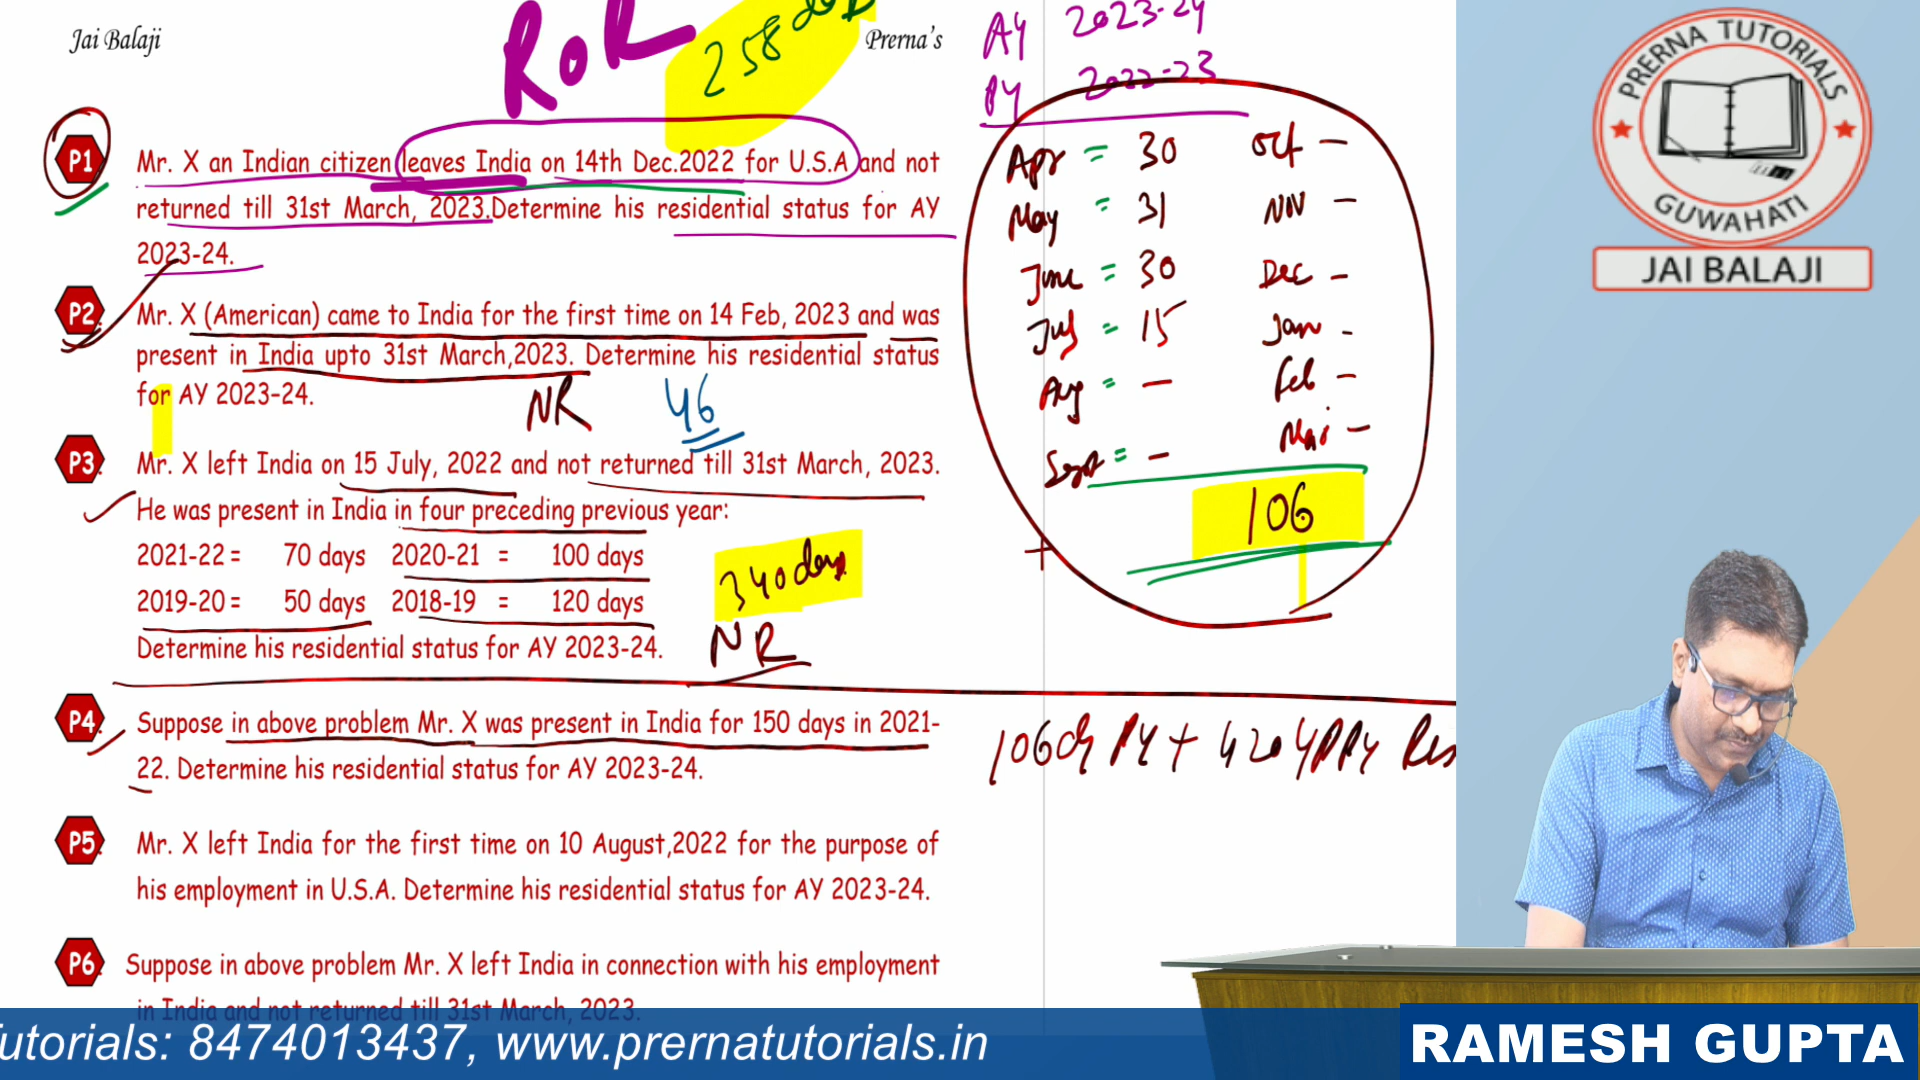 Jai Balaji
Prerna's
ROR
258 days
AY 2023-24
PY 2022-23
P1 Mr. X an Indian citizen leaves India on 14th Dec.2022 for U.S.A and not
returned till 31st March, 2023.Determine his residential status for AY
2023-24.
P2. Mr. X (American) came to India for the first time on 14 Feb, 2023 and was
present in India upto 31st March,2023. Determine his residential status
for AY 2023-24.
NR 46
P3. Mr. X left India on 15 July, 2022 and not returned till 31st March, 2023.
He was present in India in four preceding previous year:
2021-22 = 70 days 2020-21 = 100 days
2019-20 = 50 days 2018-19 = 120 days
Determine his residential status for AY 2023-24.
340 days
NR
P4. Suppose in above problem Mr. X was present in India for 150 days in 2021-
22. Determine his residential status for AY 2023-24.
P5. Mr. X left India for the first time on 10 August,2022 for the purpose of
his employment in U.S.A. Determine his residential status for AY 2023-24.
P6. Suppose in above problem Mr. X left India in connection with his employment
in India and not returned till 31st March, 2023.
Apr = 30 Oct -
May = 31 Nov -
June = 30 Dec -
July = 15 Jan -
Aug = - Feb -
Sept = - Mar -
106
+
106 PY + 420 4PPY Res
PRERNA TUTORIALS
GUWAHATI
JAI BALAJI
utorials: 8474013437, www.prernatutorials.in
RAMESH GUPTA